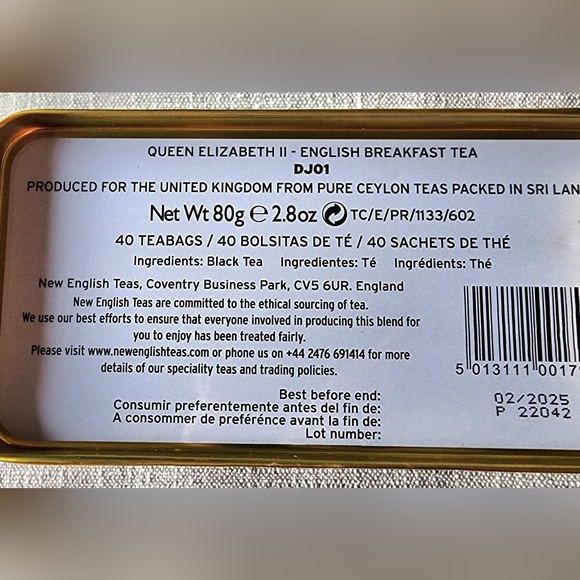 QUEEN ELIZABETH II - ENGLISH BREAKFAST TEA
DJ01
PRODUCED FOR THE UNITED KINGDOM FROM PURE CEYLON TEAS PACKED IN SRI LAN
Net Wt 80g ℮ 2.8oz TC/E/PR/1133/602
40 TEABAGS / 40 BOLSITAS DE TÉ / 40 SACHETS DE THÉ
Ingredients: Black Tea Ingredientes: Té Ingrédients: Thé
New English Teas, Coventry Business Park, CV5 6UR. England
New English Teas are committed to the ethical sourcing of tea.
We use our best efforts to ensure that everyone involved in producing this blend for
you to enjoy has been treated fairly.
Please visit www.newenglishteas.com or phone us on +44 2476 691414 for more
details of our speciality teas and trading policies.
5 013111 0017
Best before end: 02/2025
Consumir preferentemente antes del fin de: P 22042
A consommer de preférénce avant la fin de:
Lot number: